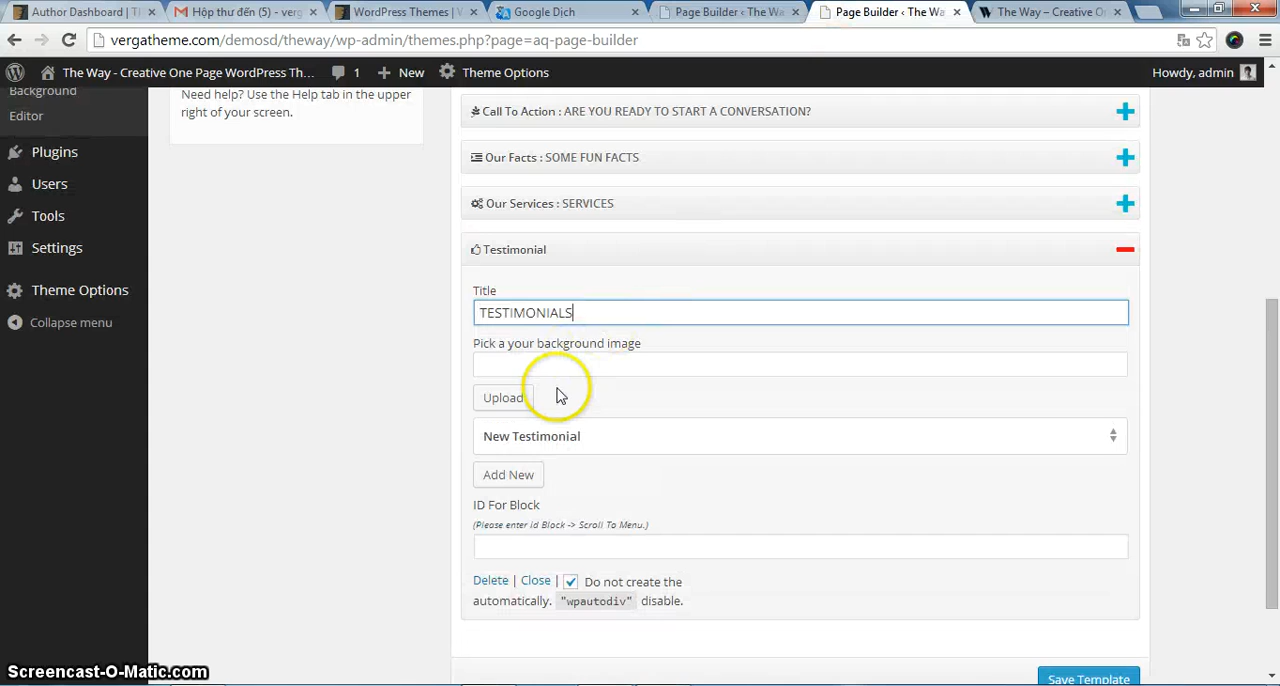 Author Dashboard | Tl
Hộp thư đến (5) - verg
WordPress Themes | V
Google Dịch
Page Builder ‹ The Wa
Page Builder ‹ The Wa
The Way – Creative O
vergatheme.com/demosd/theway/wp-admin/themes.php?page=aq-page-builder
The Way - Creative One Page WordPress Th... 1 New Theme Options Howdy, admin
Background
Editor
Plugins
Users
Tools
Settings
Theme Options
Collapse menu
Need help? Use the Help tab in the upper
right of your screen.
Call To Action : ARE YOU READY TO START A CONVERSATION?
Our Facts : SOME FUN FACTS
Our Services : SERVICES
Testimonial
Title
TESTIMONIALS
Pick a your background image
Upload
New Testimonial
Add New
ID For Block
(Please enter id Block -> Scroll To Menu.)
Delete | Close | Do not create the
automatically. "wpautodiv" disable.
Save Template
Screencast-O-Matic.com